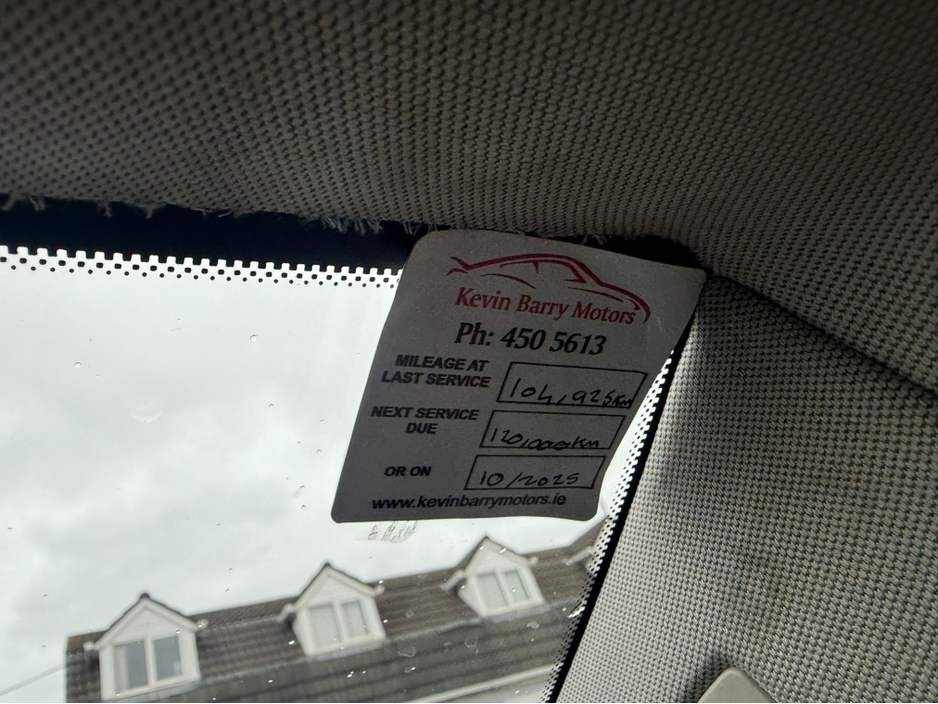 Kevin Barry Motors
Ph: 450 5613
MILEAGE AT
LAST SERVICE 104,925km
NEXT SERVICE
DUE 120,000km
OR ON 10/2025
www.kevinbarrymotors.ie